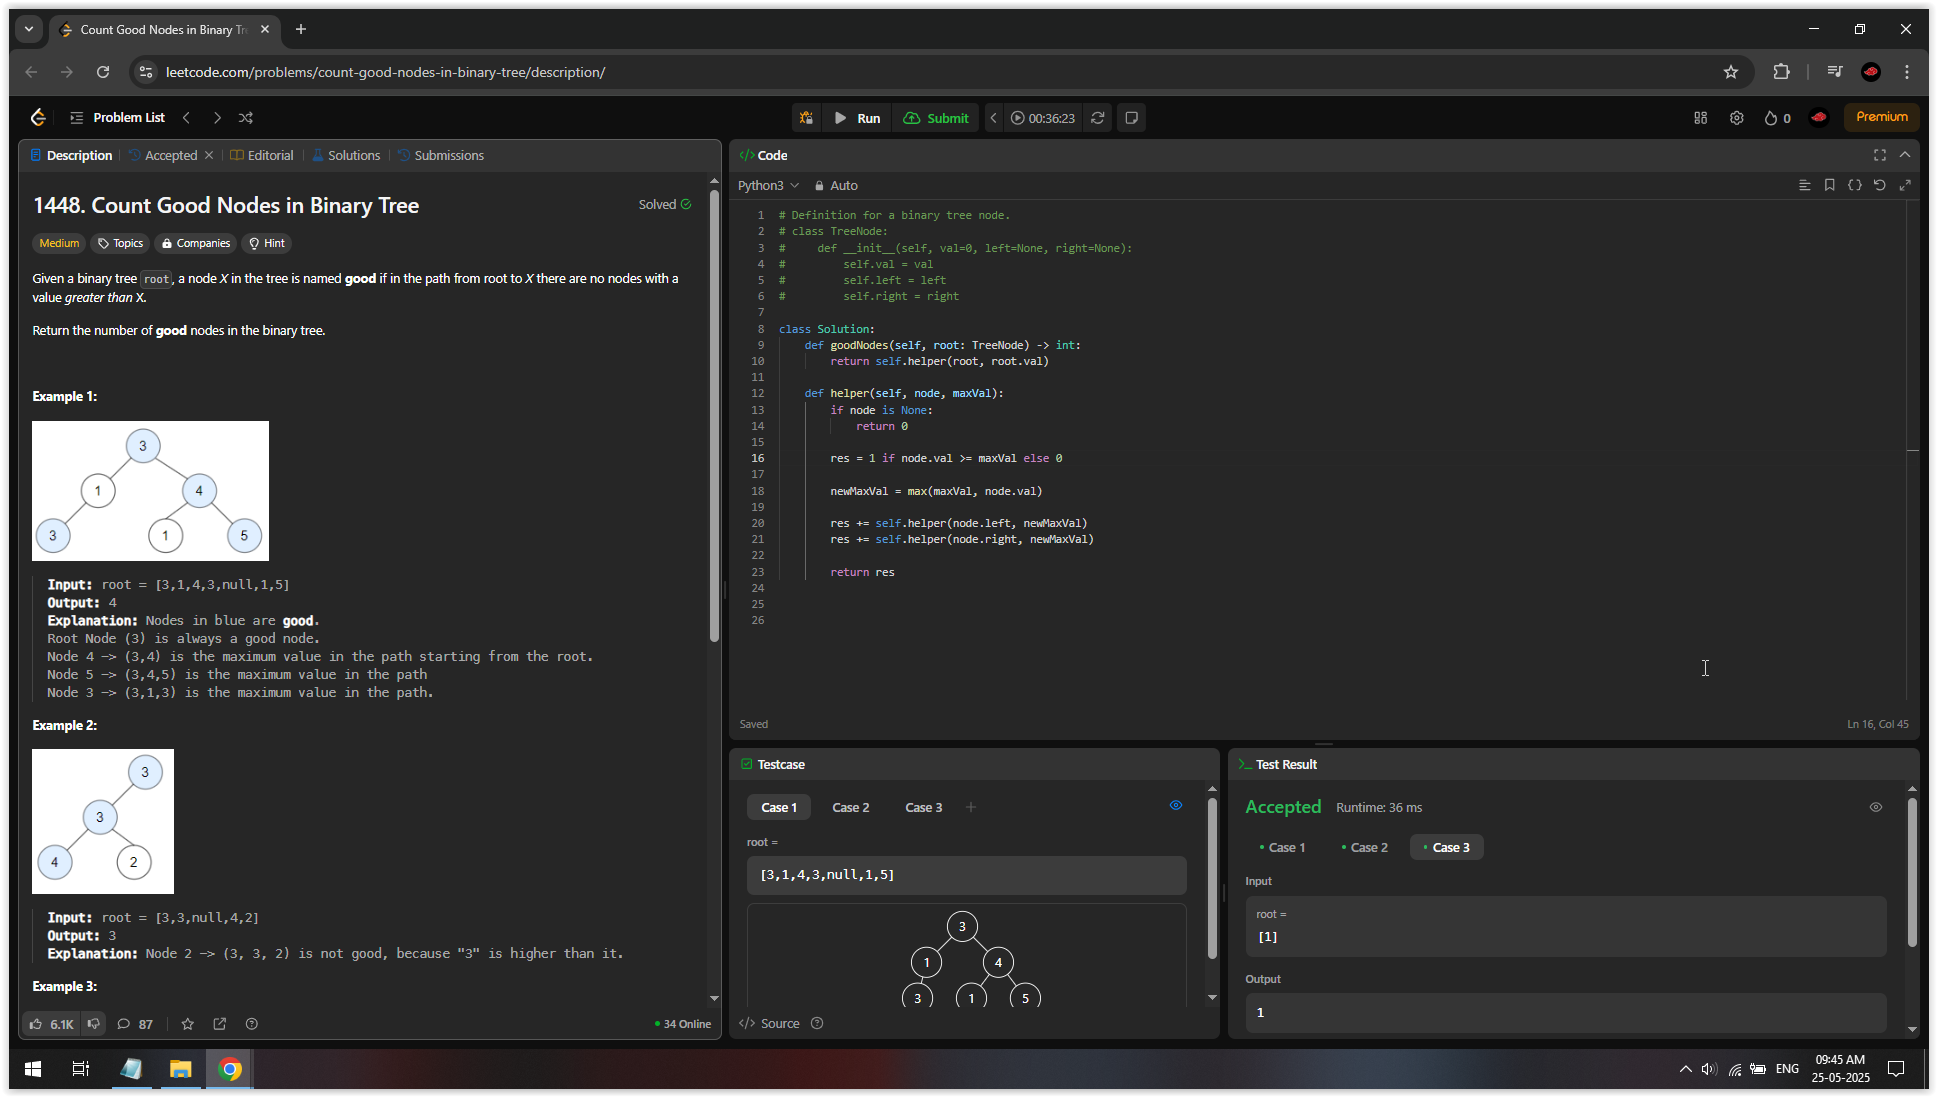 Count Good Nodes in Binary Tr
leetcode.com/problems/count-good-nodes-in-binary-tree/description/
Problem List
Run
Submit
00:36:23
0
Premium
Description
Accepted
Editorial
Solutions
Submissions
1448. Count Good Nodes in Binary Tree
Solved
Medium
Topics
Companies
Hint
Given a binary tree root, a node X in the tree is named good if in the path from root to X there are no nodes with a
value greater than X.
Return the number of good nodes in the binary tree.
Example 1:
3
1
4
3
1
5
Input: root = [3,1,4,3,null,1,5]
Output: 4
Explanation: Nodes in blue are good.
Root Node (3) is always a good node.
Node 4 -> (3,4) is the maximum value in the path starting from the root.
Node 5 -> (3,4,5) is the maximum value in the path
Node 3 -> (3,1,3) is the maximum value in the path.
Example 2:
3
3
4
2
Input: root = [3,3,null,4,2]
Output: 3
Explanation: Node 2 -> (3, 3, 2) is not good, because "3" is higher than it.
Example 3:
6.1K
87
34 Online
</> Code
Python3
Auto
1 # Definition for a binary tree node.
2 # class TreeNode:
3 #     def __init__(self, val=0, left=None, right=None):
4 #         self.val = val
5 #         self.left = left
6 #         self.right = right
7
8 class Solution:
9     def goodNodes(self, root: TreeNode) -> int:
10         return self.helper(root, root.val)
11
12     def helper(self, node, maxVal):
13         if node is None:
14             return 0
15
16         res = 1 if node.val >= maxVal else 0
17
18         newMaxVal = max(maxVal, node.val)
19
20         res += self.helper(node.left, newMaxVal)
21         res += self.helper(node.right, newMaxVal)
22
23         return res
24
25
26
Saved
Ln 16, Col 45
Testcase
Case 1
Case 2
Case 3
root =
[3,1,4,3,null,1,5]
3
1
4
3
1
5
</> Source
Test Result
Accepted
Runtime: 36 ms
Case 1
Case 2
Case 3
Input
root =
[1]
Output
1
ENG
09:45 AM
25-05-2025